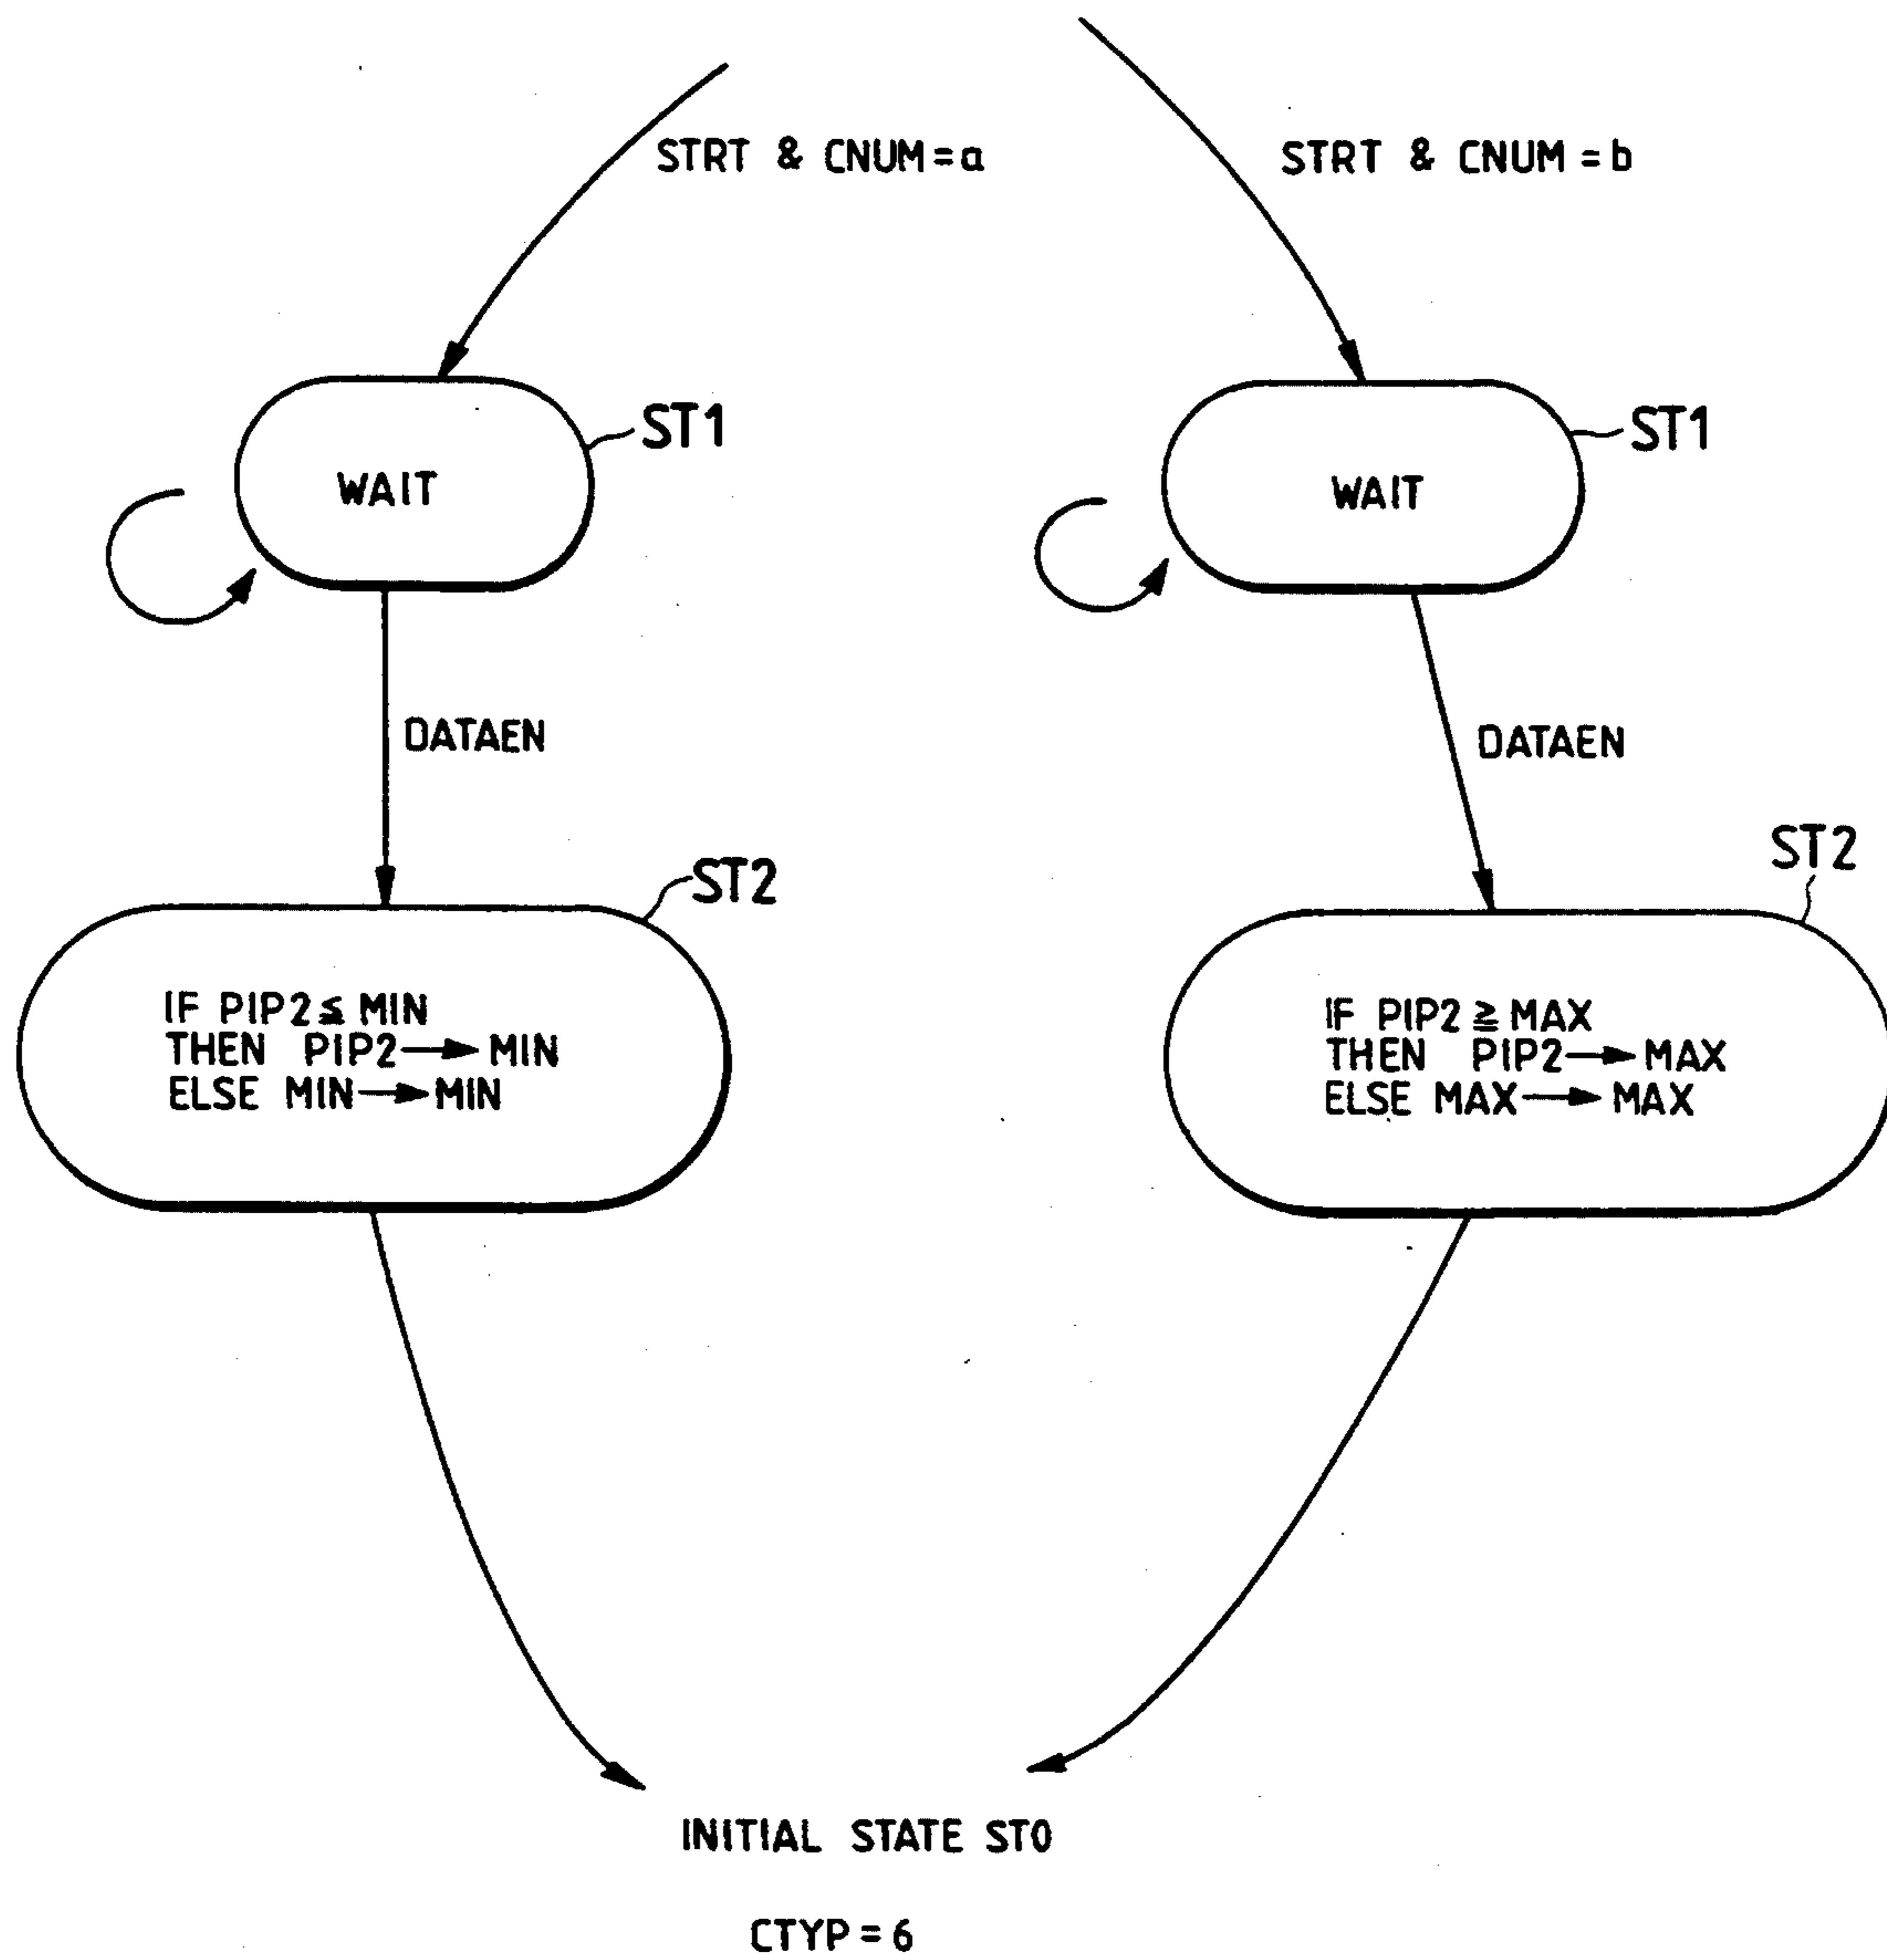 STRT & CNUM=a
STRT & CNUM=b
ST1
WAIT
ST1
WAIT
DATAEN
DATAEN
ST2
IF PIP2≦MIN
THEN PIP2→MIN
ELSE MIN→MIN
ST2
IF PIP2≧MAX
THEN PIP2→MAX
ELSE MAX→MAX
INITIAL STATE ST0
CTYP=6